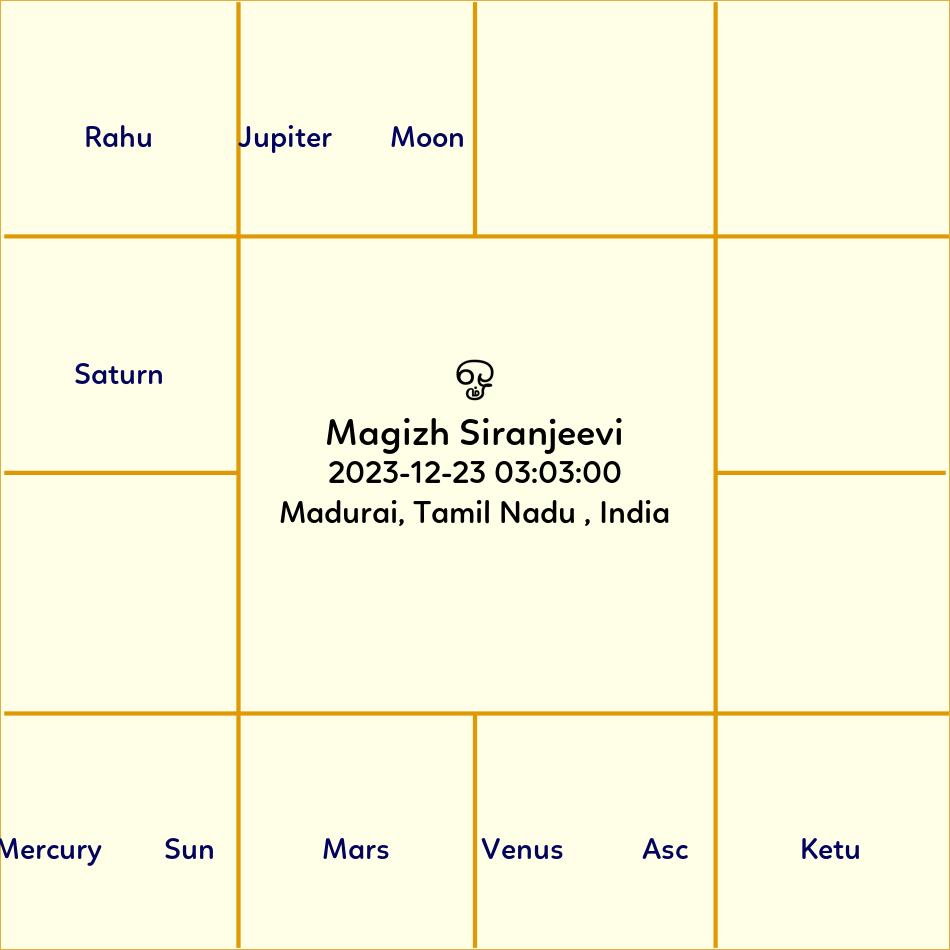 Rahu Jupiter Moon
Saturn
ௐ
Magizh Siranjeevi
2023-12-23 03:03:00
Madurai, Tamil Nadu , India
Mercury Sun Mars Venus Asc Ketu